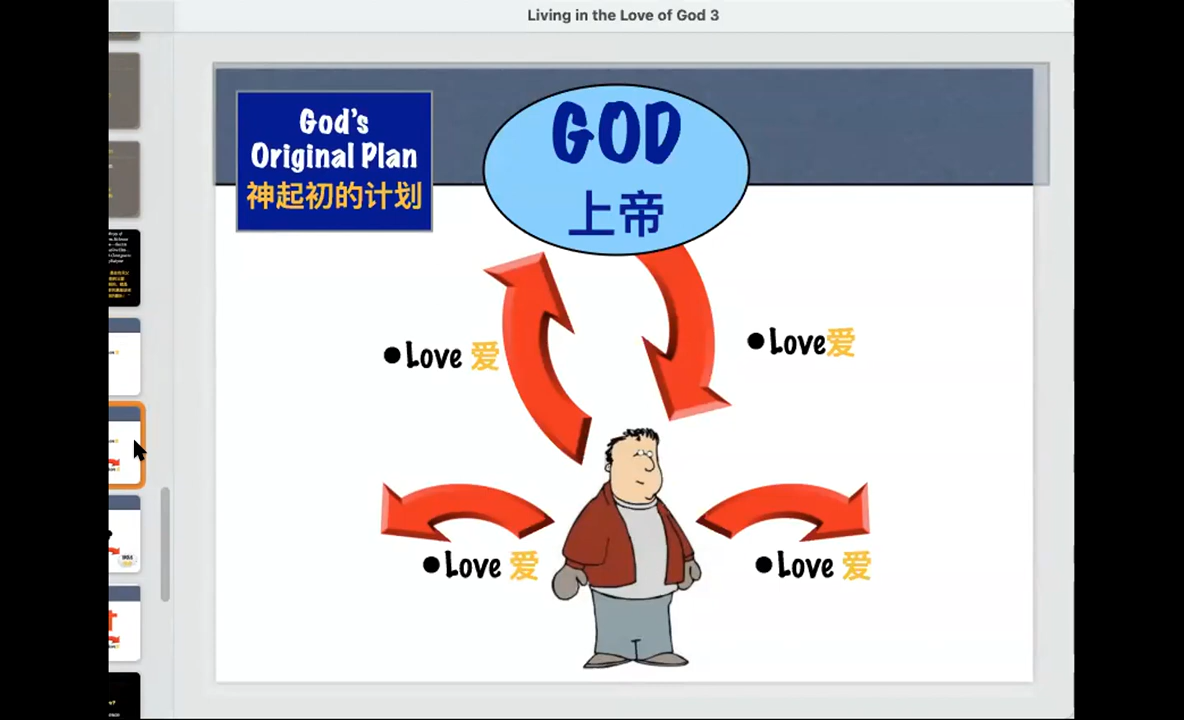 Living in the Love of God 3
God's
Original Plan
神起初的计划
GOD
上帝
•Love 爱
•Love爱
•Love 爱
•Love 爱